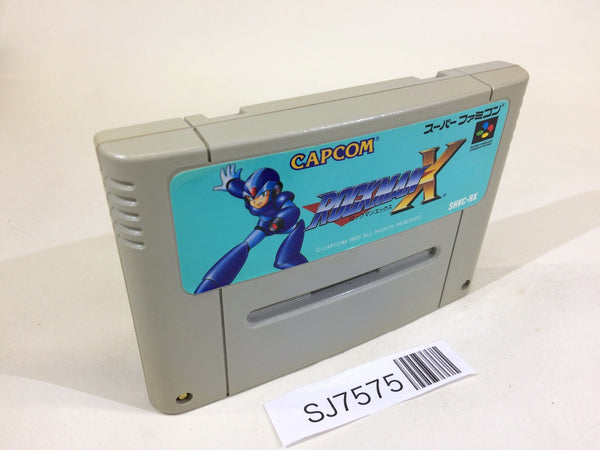 スーパーファミコン
CAPCOM
ROCKMAN X
ロックマンエックス
SHVC-RX
© CAPCOM 1993 ALL RIGHTS RESERVED
SJ7575